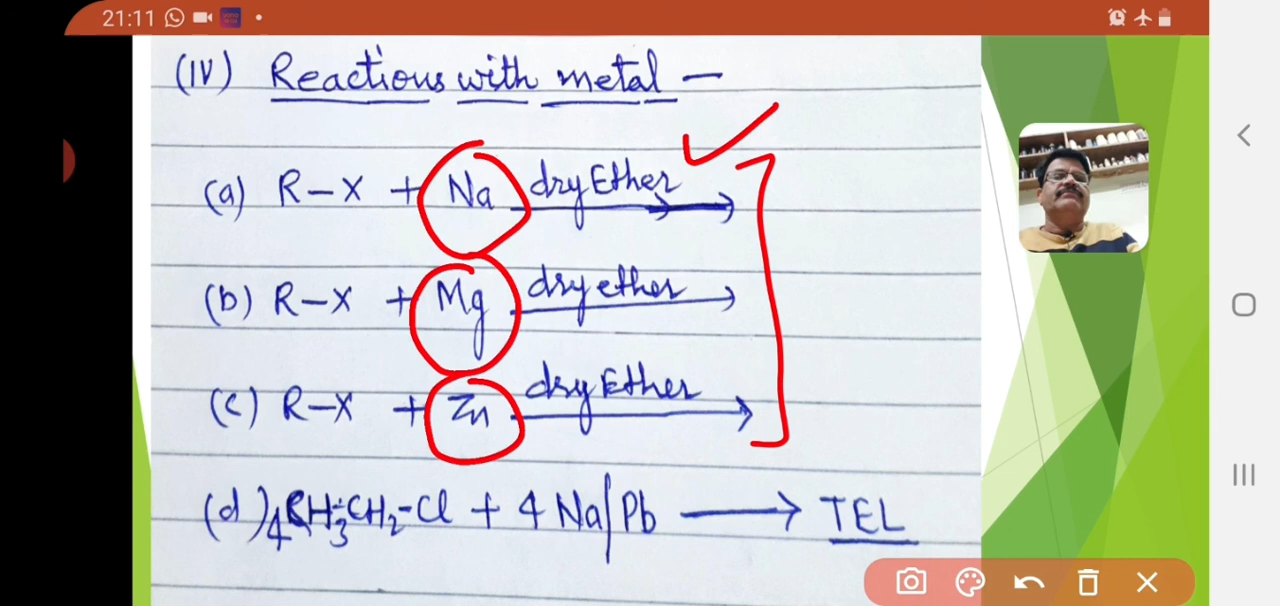 21:11
(IV) Reactions with metal —
(a) R–X + Na dry Ether →
(b) R–X + Mg dry ether →
(c) R–X + Zn dry Ether →
(d) 4CH₃-CH₂-Cl + 4 Na/Pb → TEL